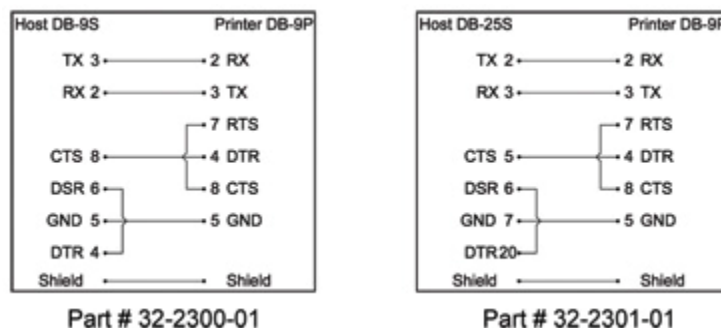 Host DB-9S Printer DB-9P
TX 3 2 RX
RX 2 3 TX
7 RTS
CTS 8 4 DTR
DSR 6 8 CTS
GND 5 5 GND
DTR 4
Shield Shield
Part # 32-2300-01
Host DB-25S Printer DB-9P
TX 2 2 RX
RX 3 3 TX
7 RTS
CTS 5 4 DTR
DSR 6 8 CTS
GND 7 5 GND
DTR 20
Shield Shield
Part # 32-2301-01